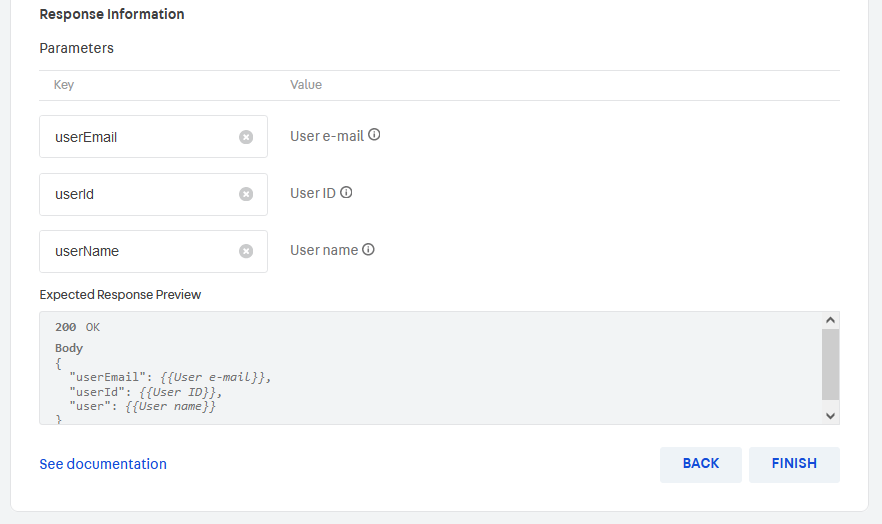 Response Information
Parameters
Key Value
userEmail User e-mail
userId User ID
userName User name
Expected Response Preview
200 OK
Body
{
"userEmail": {{User e-mail}},
"userId": {{User ID}},
"user": {{User name}}
}
See documentation BACK FINISH